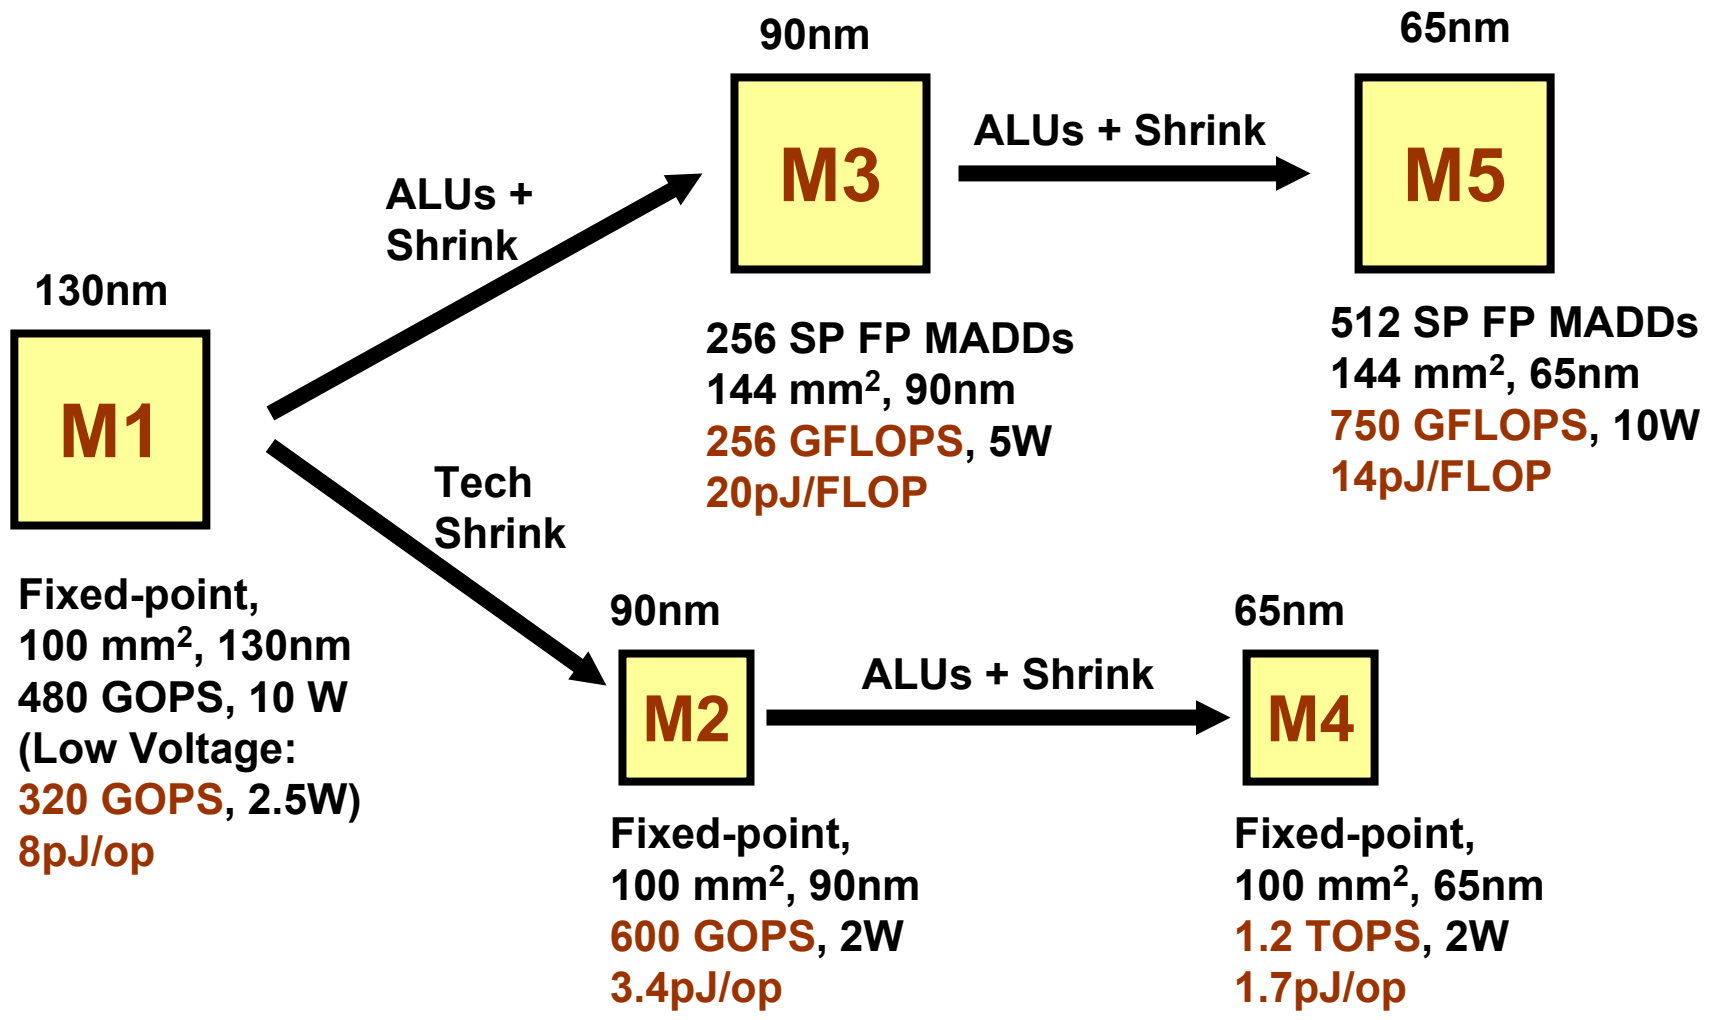 130nm
M1
Fixed-point,
100 mm², 130nm
480 GOPS, 10 W
(Low Voltage:
320 GOPS, 2.5W)
8pJ/op
ALUs +
Shrink
90nm
M3
256 SP FP MADDs
144 mm², 90nm
256 GFLOPS, 5W
20pJ/FLOP
ALUs + Shrink
65nm
M5
512 SP FP MADDs
144 mm², 65nm
750 GFLOPS, 10W
14pJ/FLOP
Tech
Shrink
90nm
M2
Fixed-point,
100 mm², 90nm
600 GOPS, 2W
3.4pJ/op
ALUs + Shrink
65nm
M4
Fixed-point,
100 mm², 65nm
1.2 TOPS, 2W
1.7pJ/op